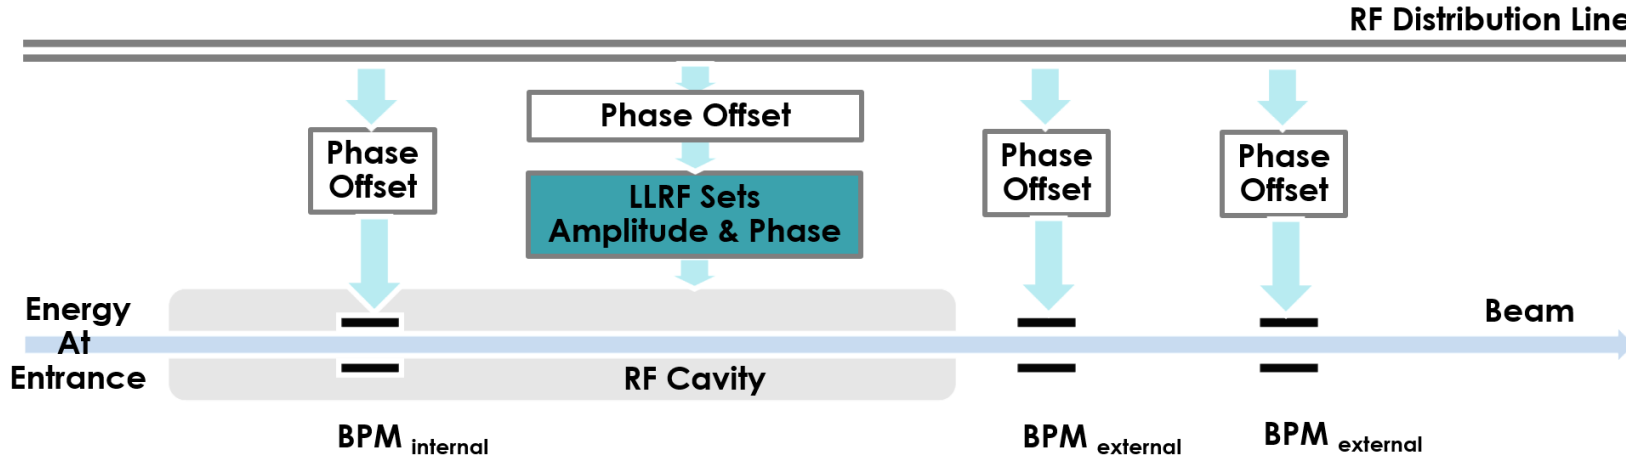 RF Distribution Line
Phase Offset
Phase
Offset
LLRF Sets
Amplitude & Phase
Phase
Offset
Phase
Offset
Energy
At
Entrance
Beam
RF Cavity
BPM internal
BPM external
BPM external